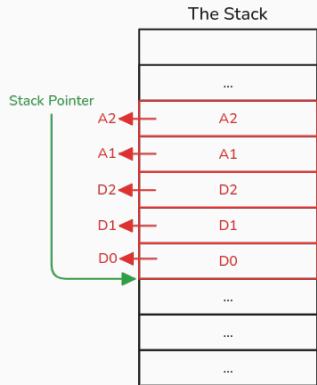 The Stack
...
Stack Pointer
A2 A2
A1 A1
D2 D2
D1 D1
D0 D0
...
...
...